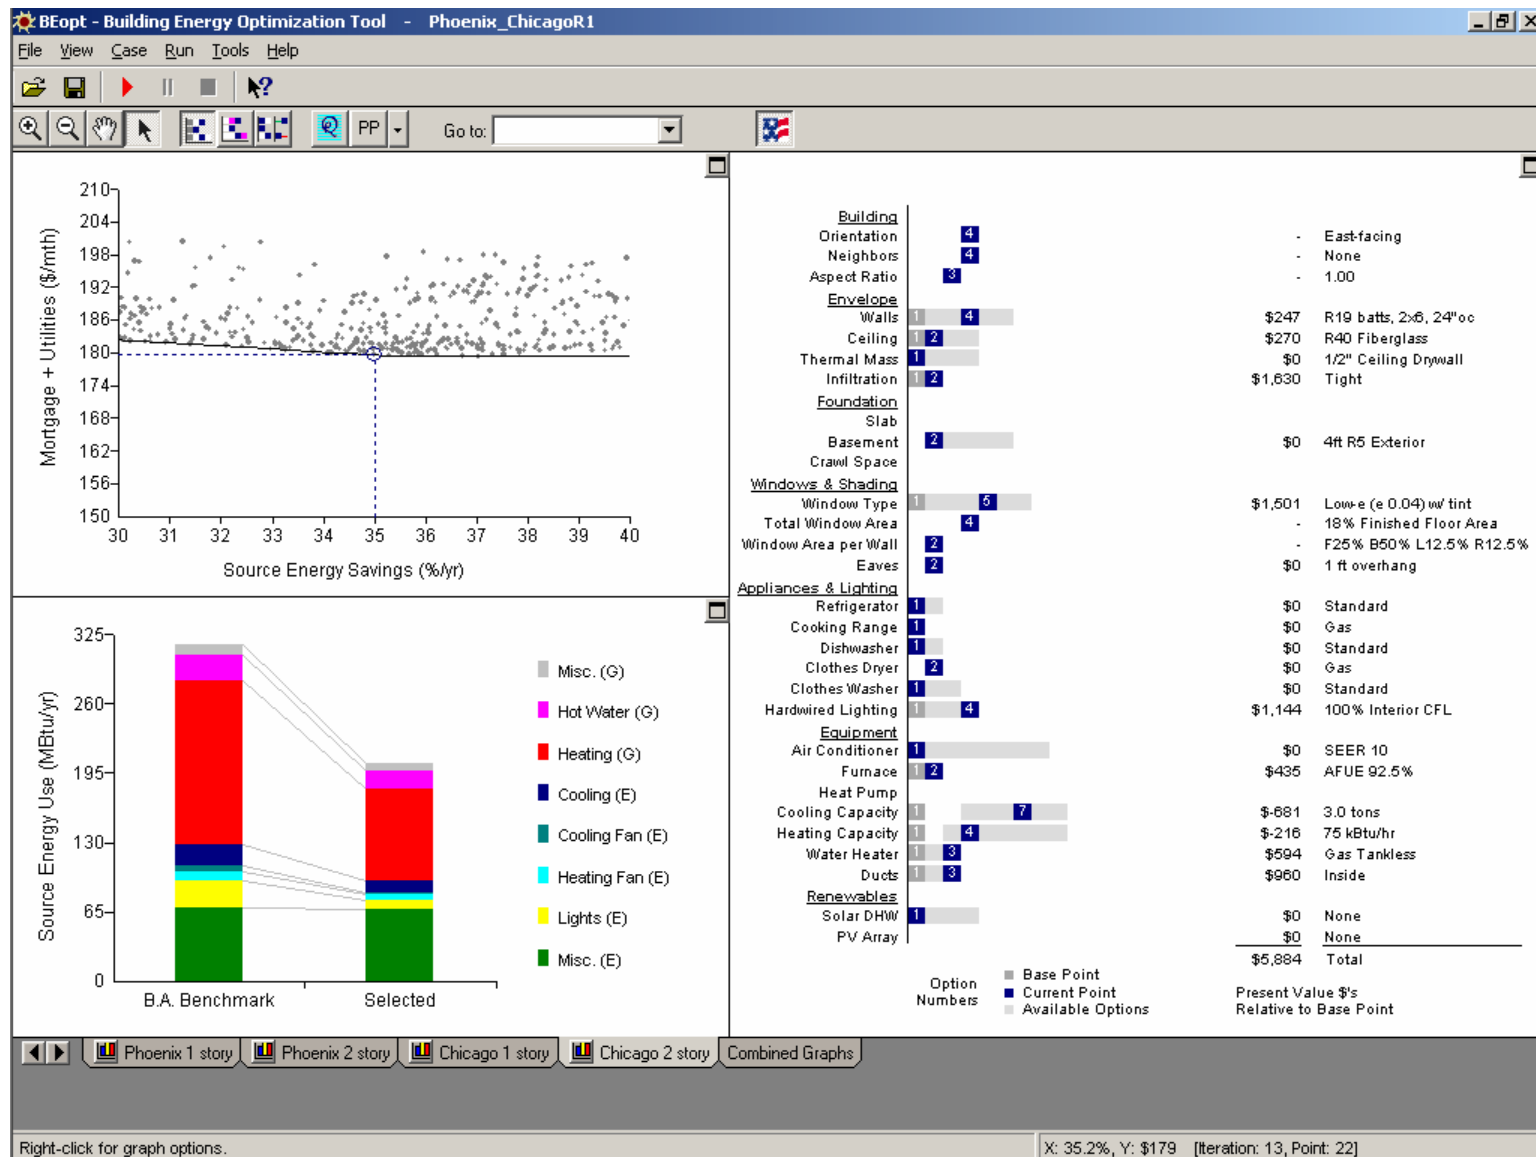 BEopt - Building Energy Optimization Tool - Phoenix_ChicagoR1
File View Case Run Tools Help
PP Go to:
210
204
198
192
186
180
174
168
162
156
150
Mortgage + Utilities ($/mth)
30 31 32 33 34 35 36 37 38 39 40
Source Energy Savings (%/yr)
325
260
195
130
65
0
Source Energy Use (MBtu/yr)
B.A. Benchmark Selected
Misc. (G)
Hot Water (G)
Heating (G)
Cooling (E)
Cooling Fan (E)
Heating Fan (E)
Lights (E)
Misc. (E)
Building
Orientation 4 - East-facing
Neighbors 4 - None
Aspect Ratio 3 - 1.00
Envelope
Walls 1 4 $247 R19 batts, 2x6, 24"oc
Ceiling 1 2 $270 R40 Fiberglass
Thermal Mass 1 $0 1/2" Ceiling Drywall
Infiltration 1 2 $1,630 Tight
Foundation
Slab
Basement 2 $0 4ft R5 Exterior
Crawl Space
Windows & Shading
Window Type 1 5 $1,501 Low-e (e 0.04) w/ tint
Total Window Area 4 - 18% Finished Floor Area
Window Area per Wall 2 - F25% B50% L12.5% R12.5%
Eaves 2 $0 1 ft overhang
Appliances & Lighting
Refrigerator 1 $0 Standard
Cooking Range 1 $0 Gas
Dishwasher 1 $0 Standard
Clothes Dryer 2 $0 Gas
Clothes Washer 1 $0 Standard
Hardwired Lighting 1 4 $1,144 100% Interior CFL
Equipment
Air Conditioner 1 $0 SEER 10
Furnace 1 2 $435 AFUE 92.5%
Heat Pump
Cooling Capacity 1 7 $-681 3.0 tons
Heating Capacity 1 4 $-216 75 kBtu/hr
Water Heater 1 3 $594 Gas Tankless
Ducts 1 3 $960 Inside
Renewables
Solar DHW 1 $0 None
PV Array $0 None
$5,884 Total
Option Numbers
Base Point
Current Point
Available Options
Present Value $'s
Relative to Base Point
Phoenix 1 story Phoenix 2 story Chicago 1 story Chicago 2 story Combined Graphs
Right-click for graph options. X: 35.2%, Y: $179 [Iteration: 13, Point: 22]